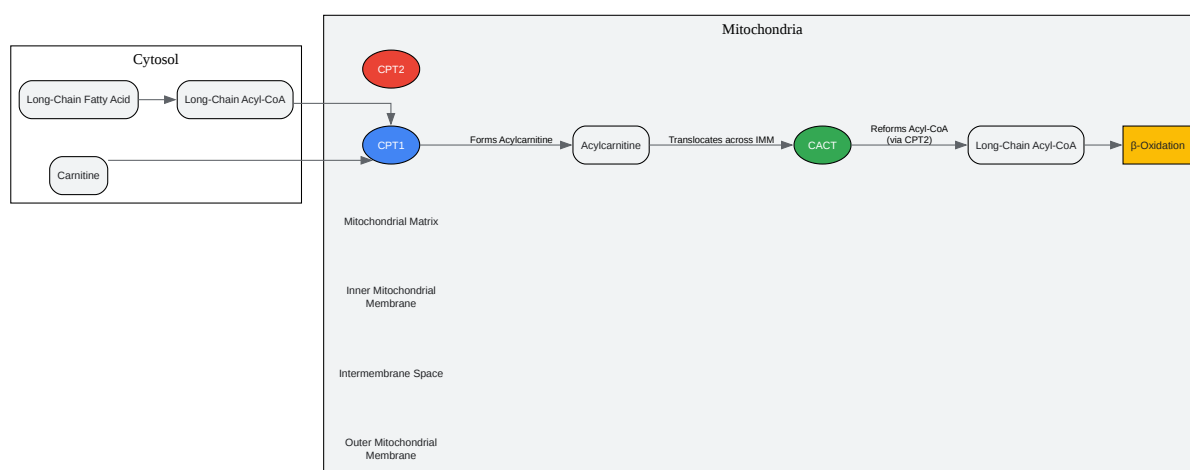 Mitochondria
Cytosol
CPT2
Long-Chain Fatty Acid
Long-Chain Acyl-CoA
CPT1
Forms Acylcarnitine
Acylcarnitine
Translocates across IMM
CACT
Reforms Acyl-CoA
(via CPT2)
Long-Chain Acyl-CoA
β-Oxidation
Carnitine
Mitochondrial Matrix
Inner Mitochondrial
Membrane
Intermembrane Space
Outer Mitochondrial
Membrane